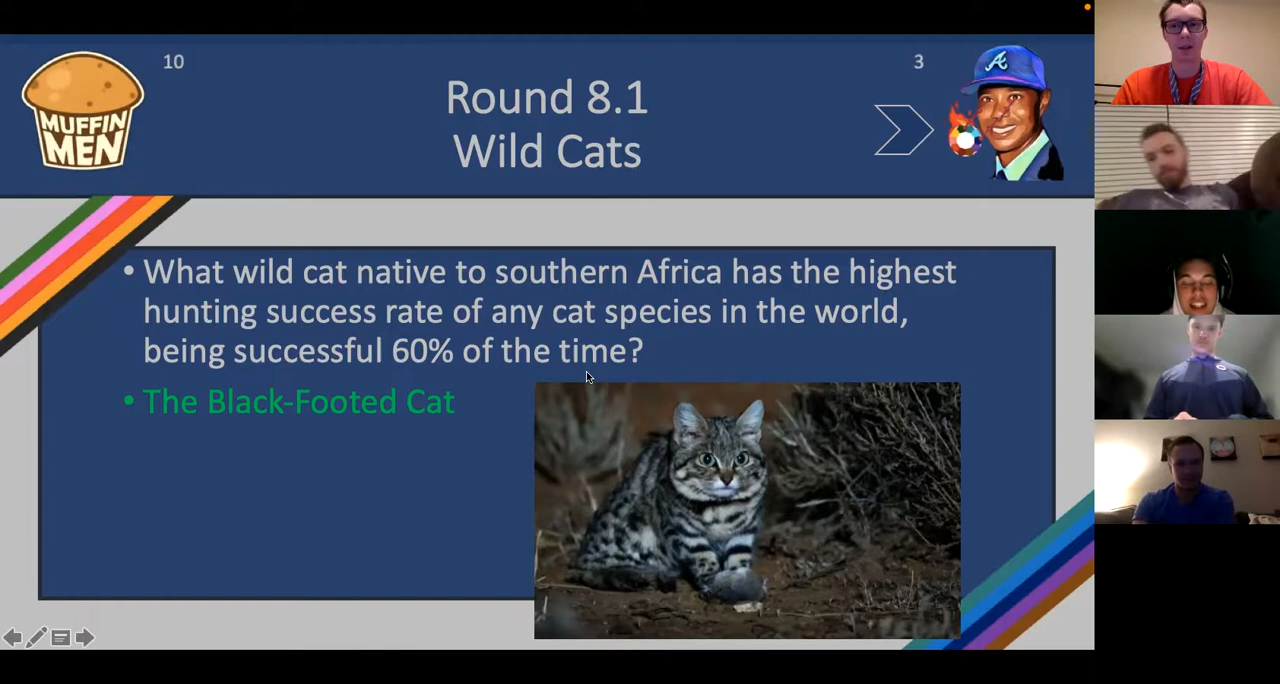 10
3
Round 8.1
Wild Cats
MUFFIN
MEN
A
• What wild cat native to southern Africa has the highest
hunting success rate of any cat species in the world,
being successful 60% of the time?
• The Black-Footed Cat